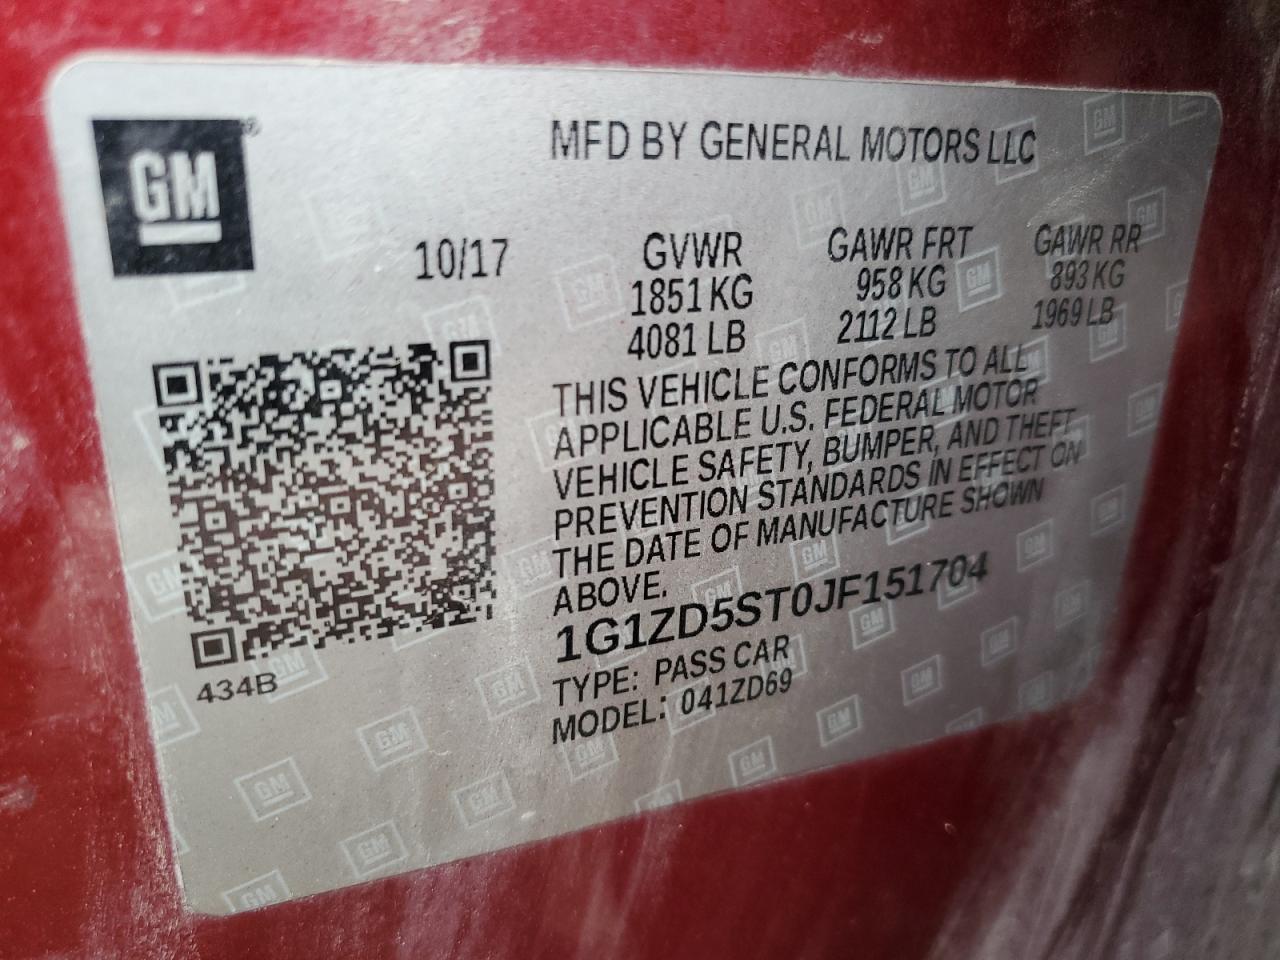 GM
MFD BY GENERAL MOTORS LLC
10/17
GVWR
1851 KG
4081 LB
GAWR FRT
958 KG
2112 LB
GAWR RR
893 KG
1969 LB
THIS VEHICLE CONFORMS TO ALL
APPLICABLE U.S. FEDERAL MOTOR
VEHICLE SAFETY, BUMPER, AND THEFT
PREVENTION STANDARDS IN EFFECT ON
THE DATE OF MANUFACTURE SHOWN
ABOVE.
1G1ZD5ST0JF151704
TYPE: PASS CAR
MODEL: 041ZD69
434B